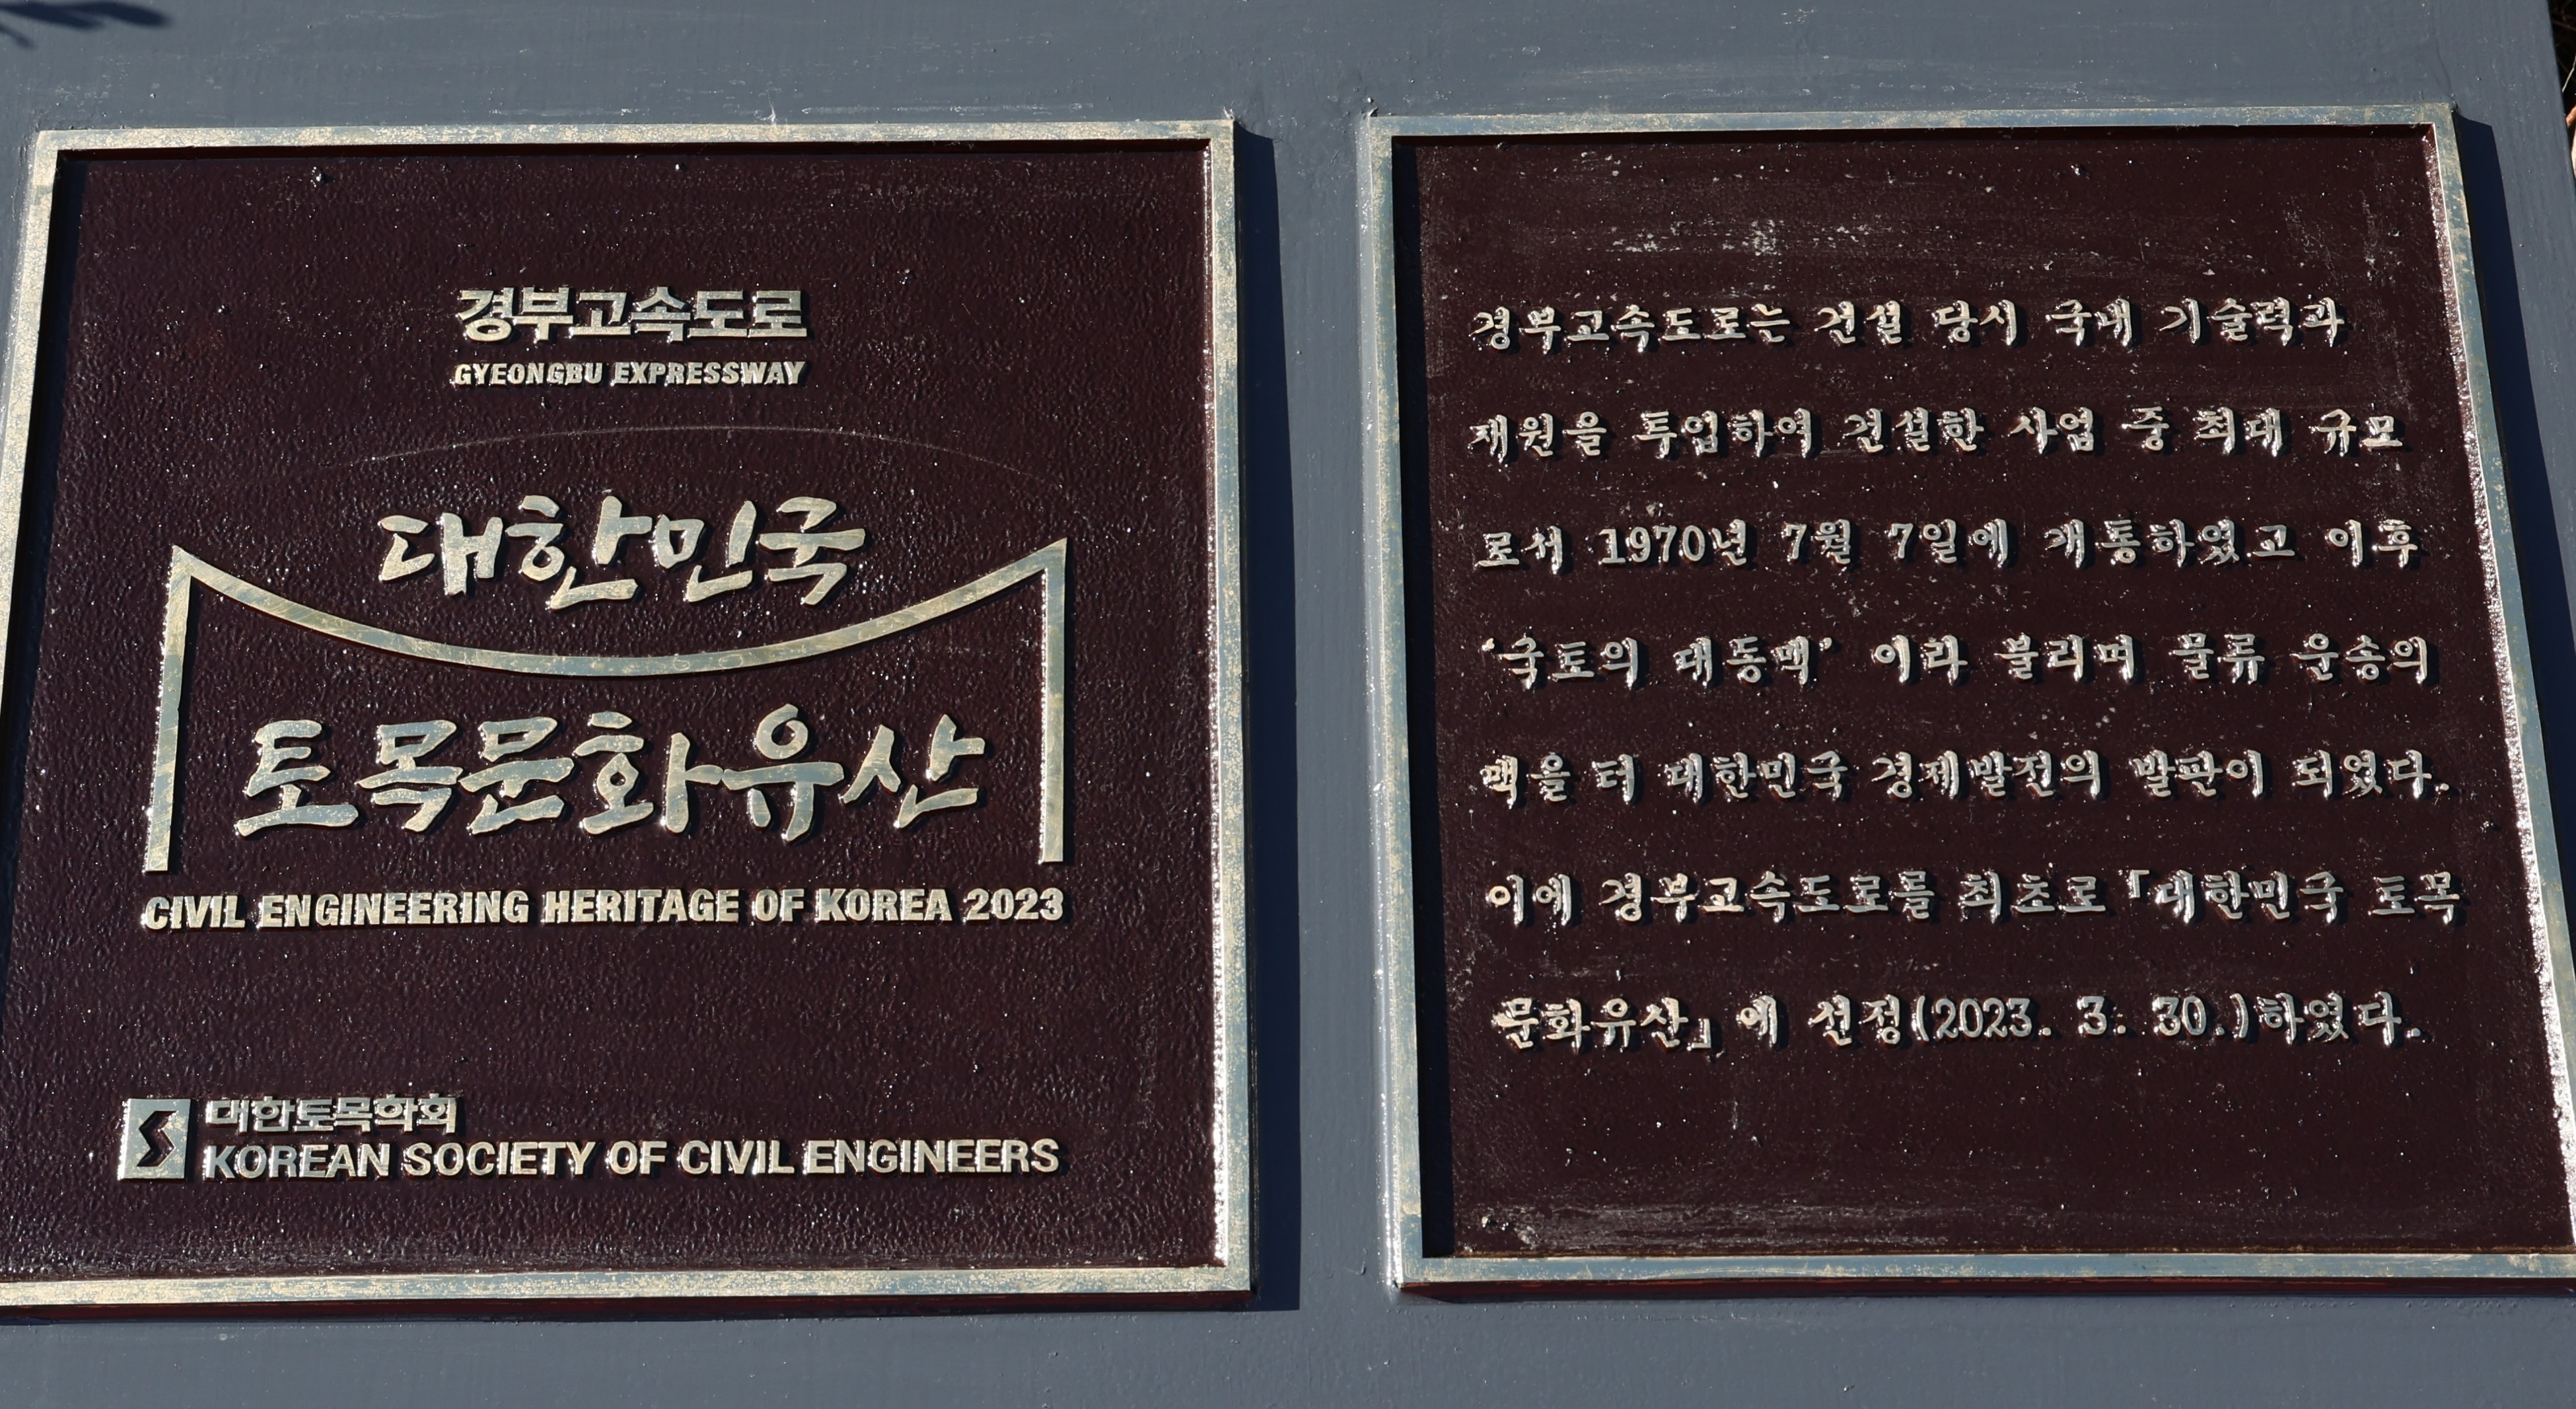 경부고속도로
GYEONGBU EXPRESSWAY
대한민국
토목문화유산
CIVIL ENGINEERING HERITAGE OF KOREA 2023
대한토목학회
KOREAN SOCIETY OF CIVIL ENGINEERS
경부고속도로는 건설 당시 국내 기술력과
재원을 투입하여 건설한 사업 중 최대 규모
로서 1970년 7월 7일에 개통하였고 이후
‘국토의 대동맥’ 이라 불리며 물류 운송의
맥을 터 대한민국 경제발전의 발판이 되었다.
이에 경부고속도로를 최초로 「대한민국 토목
문화유산」에 선정(2023. 3. 30.)하였다.